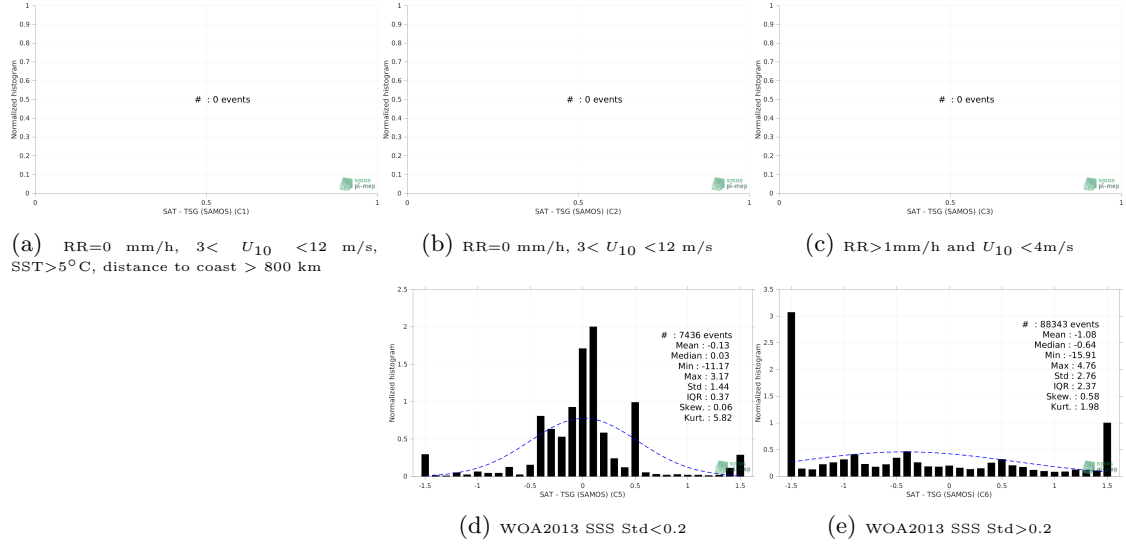 1
0.9
0.8
0.7
0.6
0.5
0.4
0.3
0.2
0.1
0
Normalized histogram
# : 0 events
smos
pi-mep
0 0.5 1
SAT - TSG (SAMOS) (C1)
1
0.9
0.8
0.7
0.6
0.5
0.4
0.3
0.2
0.1
0
Normalized histogram
# : 0 events
smos
pi-mep
0 0.5 1
SAT - TSG (SAMOS) (C2)
1
0.9
0.8
0.7
0.6
0.5
0.4
0.3
0.2
0.1
0
Normalized histogram
# : 0 events
smos
pi-mep
0 0.5 1
SAT - TSG (SAMOS) (C3)
(a) RR=0 mm/h, 3< U10 <12 m/s,
SST>5°C, distance to coast > 800 km
(b) RR=0 mm/h, 3< U10 <12 m/s
(c) RR>1mm/h and U10 <4m/s
2.5
2
1.5
1
0.5
0
Normalized histogram
# : 7436 events
Mean : -0.13
Median : 0.03
Min : -11.17
Max : 3.17
Std : 1.44
IQR : 0.37
Skew. : 0.06
Kurt. : 5.82
smos
pi-mep
-1.5 -1 -0.5 0 0.5 1 1.5
SAT - TSG (SAMOS) (C5)
3.5
3
2.5
2
1.5
1
0.5
0
Normalized histogram
# : 88343 events
Mean : -1.08
Median : -0.64
Min : -15.91
Max : 4.76
Std : 2.76
IQR : 2.37
Skew. : 0.58
Kurt. : 1.98
smos
pi-mep
-1.5 -1 -0.5 0 0.5 1 1.5
SAT - TSG (SAMOS) (C6)
(d) WOA2013 SSS Std<0.2
(e) WOA2013 SSS Std>0.2